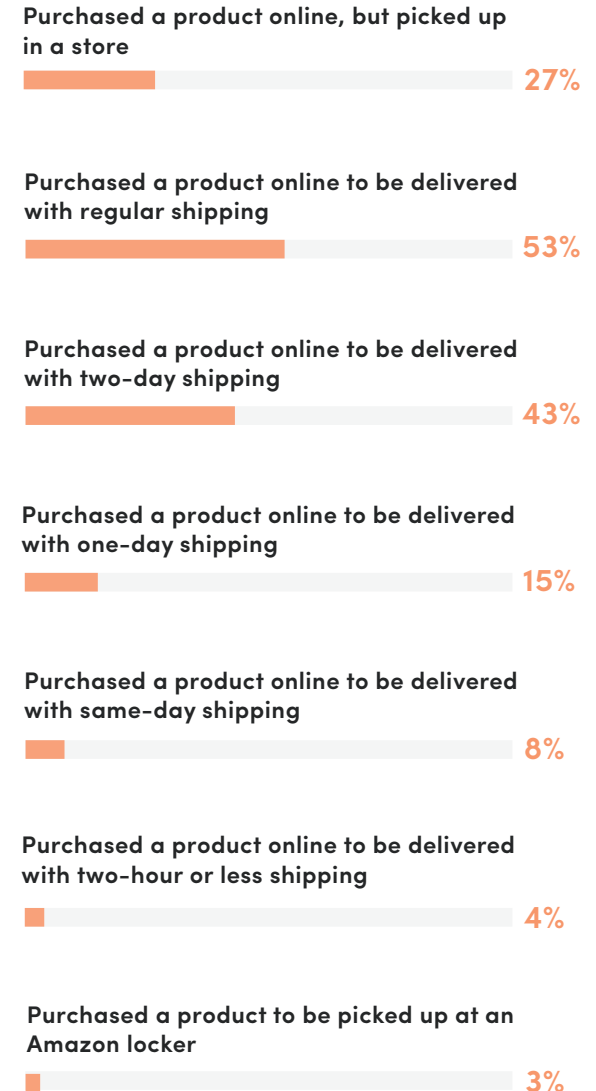 Purchased a product online, but picked up
in a store
27%
Purchased a product online to be delivered
with regular shipping
53%
Purchased a product online to be delivered
with two-day shipping
43%
Purchased a product online to be delivered
with one-day shipping
15%
Purchased a product online to be delivered
with same-day shipping
8%
Purchased a product online to be delivered
with two-hour or less shipping
4%
Purchased a product to be picked up at an
Amazon locker
3%